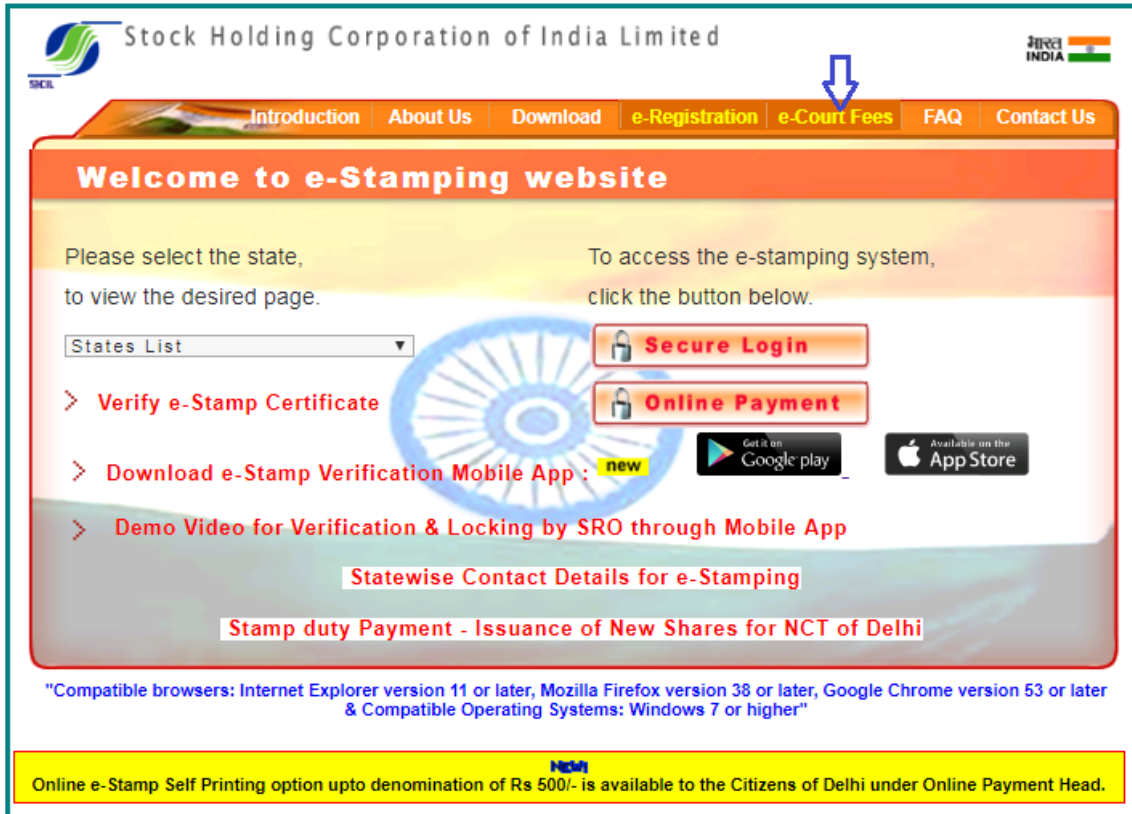 Stock Holding Corporation of India Limited
SHCIL
भारत
INDIA
Introduction About Us Download e-Registration e-Court Fees FAQ Contact Us
Welcome to e-Stamping website
Please select the state,
to view the desired page.
To access the e-stamping system,
click the button below.
States List
Secure Login
Verify e-Stamp Certificate
Online Payment
Download e-Stamp Verification Mobile App : new
Get it on
Google play
Available on the
App Store
Demo Video for Verification & Locking by SRO through Mobile App
Statewise Contact Details for e-Stamping
Stamp duty Payment - Issuance of New Shares for NCT of Delhi
"Compatible browsers: Internet Explorer version 11 or later, Mozilla Firefox version 38 or later, Google Chrome version 53 or later
& Compatible Operating Systems: Windows 7 or higher"
NEW!
Online e-Stamp Self Printing option upto denomination of Rs 500/- is available to the Citizens of Delhi under Online Payment Head.